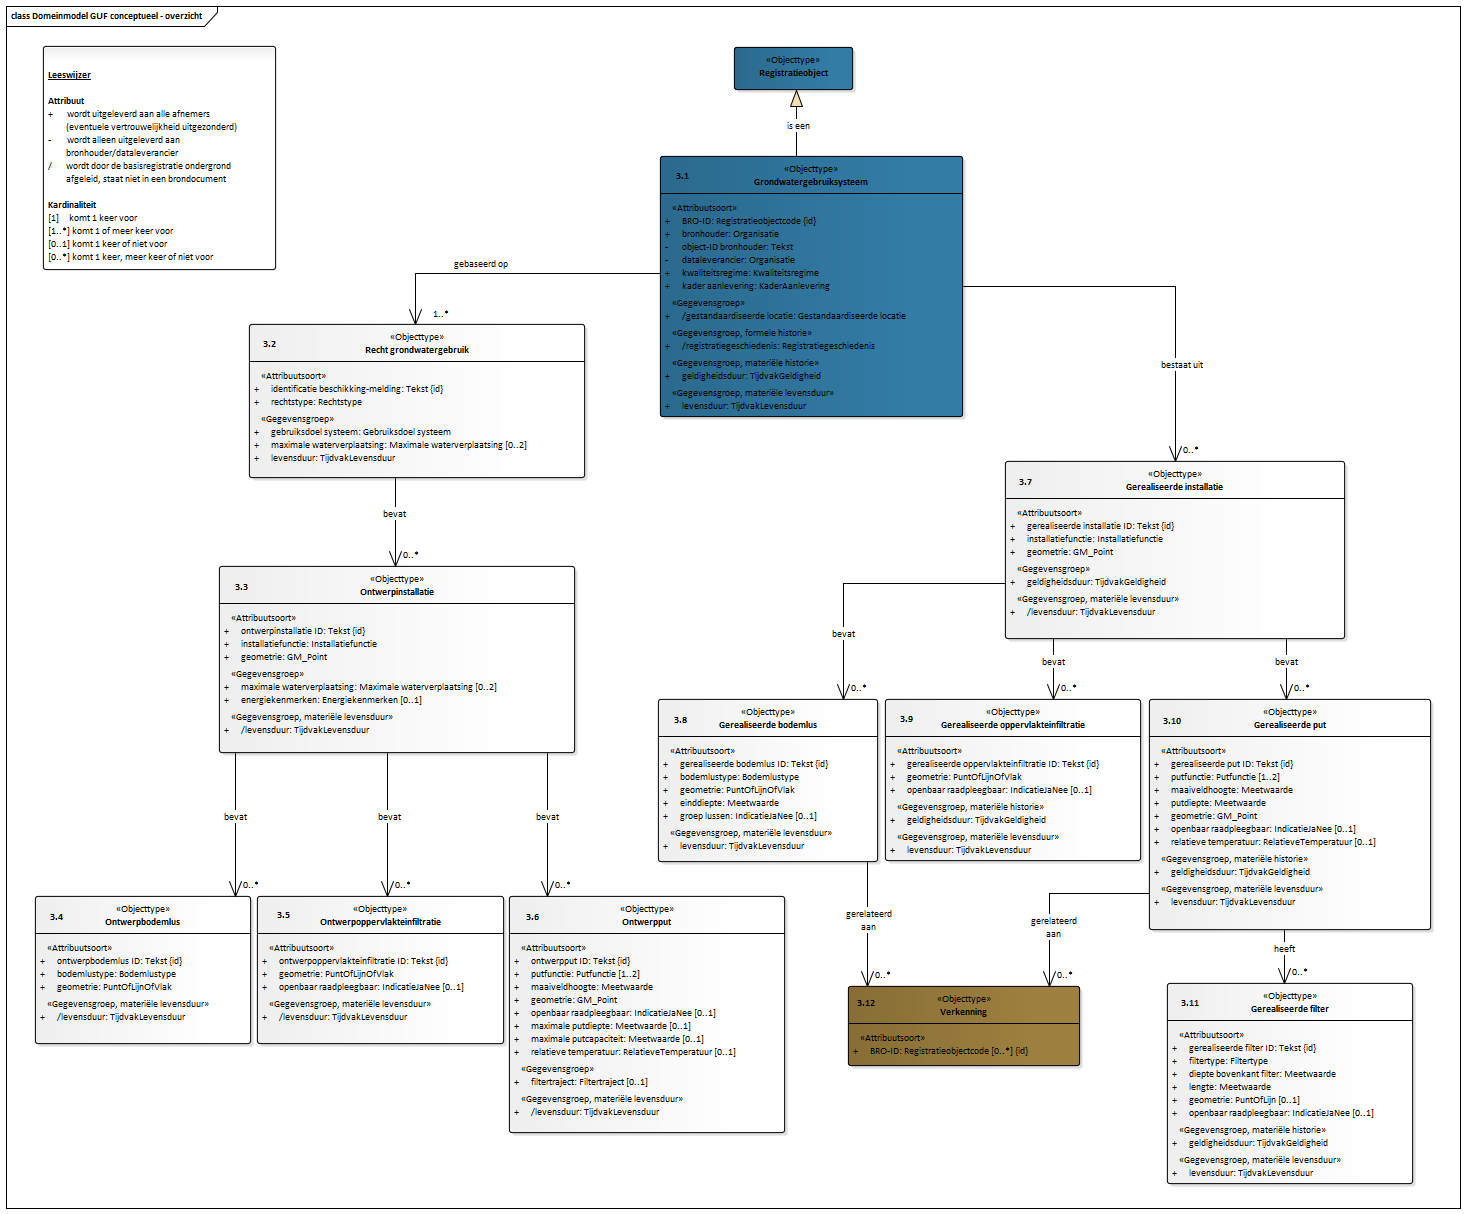 class Domeinmodel GUF conceptueel - overzicht
Leeswijzer
Attribuut
+ wordt uitgeleverd aan alle afnemers
(eventuele vertrouwelijkheid uitgezonderd)
- wordt alleen uitgeleverd aan
bronhouder/dataleverancier
/ wordt door de basisregistratie ondergrond
afgeleid, staat niet in een brondocument
Kardinaliteit
[1] komt 1 keer voor
[1..*] komt 1 of meer keer voor
[0..1] komt 1 keer of niet voor
[0..*] komt 1 keer, meer keer of niet voor
«Objecttype»
Registratieobject
is een
3.1
«Objecttype»
Grondwatergebruiksysteem
«Attribuutsoort»
+ BRO-ID: Registratieobjectcode {id}
+ bronhouder: Organisatie
- object-ID bronhouder: Tekst
- dataleverancier: Organisatie
+ kwaliteitsregime: Kwaliteitsregime
+ kader aanlevering: KaderAanlevering
«Gegevensgroep»
+ /gestandaardiseerde locatie: Gestandaardiseerde locatie
«Gegevensgroep, formele historie»
+ /registratiegeschiedenis: Registratiegeschiedenis
«Gegevensgroep, materiële historie»
+ geldigheidsduur: TijdvakGeldigheid
«Gegevensgroep, materiële levensduur»
+ levensduur: TijdvakLevensduur
gebaseerd op
1..*
bestaat uit
0..*
3.2
«Objecttype»
Recht grondwatergebruik
«Attribuutsoort»
+ identificatie beschikking-melding: Tekst {id}
+ rechtstype: Rechtstype
«Gegevensgroep»
+ gebruiksdoel systeem: Gebruiksdoel systeem
+ maximale waterverplaatsing: Maximale waterverplaatsing [0..2]
+ levensduur: TijdvakLevensduur
bevat
0..*
3.3
«Objecttype»
Ontwerpinstallatie
«Attribuutsoort»
+ ontwerpinstallatie ID: Tekst {id}
+ installatiefunctie: Installatiefunctie
+ geometrie: GM_Point
«Gegevensgroep»
+ maximale waterverplaatsing: Maximale waterverplaatsing [0..2]
+ energiekenmerken: Energiekenmerken [0..1]
«Gegevensgroep, materiële levensduur»
+ /levensduur: TijdvakLevensduur
bevat
bevat
bevat
0..*
0..*
0..*
3.4
«Objecttype»
Ontwerpbodemlus
«Attribuutsoort»
+ ontwerpbodemlus ID: Tekst {id}
+ bodemlustype: Bodemlustype
+ geometrie: PuntOfLijnOfVlak
«Gegevensgroep, materiële levensduur»
+ /levensduur: TijdvakLevensduur
3.5
«Objecttype»
Ontwerpoppervlakteinfiltratie
«Attribuutsoort»
+ ontwerpoppervlakteinfiltratie ID: Tekst {id}
+ geometrie: PuntOfLijnOfVlak
+ openbaar raadpleegbaar: IndicatieJaNee [0..1]
«Gegevensgroep, materiële levensduur»
+ /levensduur: TijdvakLevensduur
3.6
«Objecttype»
Ontwerpput
«Attribuutsoort»
+ ontwerpput ID: Tekst {id}
+ putfunctie: Putfunctie [1..2]
+ maaiveldhoogte: Meetwaarde
+ geometrie: GM_Point
+ openbaar raadpleegbaar: IndicatieJaNee [0..1]
+ maximale putdiepte: Meetwaarde [0..1]
+ maximale putcapaciteit: Meetwaarde [0..1]
+ relatieve temperatuur: RelatieveTemperatuur [0..1]
«Gegevensgroep»
+ filtertraject: Filtertraject [0..1]
«Gegevensgroep, materiële levensduur»
+ /levensduur: TijdvakLevensduur
3.7
«Objecttype»
Gerealiseerde installatie
«Attribuutsoort»
+ gerealiseerde installatie ID: Tekst {id}
+ installatiefunctie: Installatiefunctie
+ geometrie: GM_Point
«Gegevensgroep»
+ geldigheidsduur: TijdvakGeldigheid
«Gegevensgroep, materiële levensduur»
+ /levensduur: TijdvakLevensduur
bevat
bevat
bevat
0..*
0..*
0..*
3.8
«Objecttype»
Gerealiseerde bodemlus
«Attribuutsoort»
+ gerealiseerde bodemlus ID: Tekst {id}
+ bodemlustype: Bodemlustype
+ geometrie: PuntOfLijnOfVlak
+ einddiepte: Meetwaarde
+ groep lussen: IndicatieJaNee [0..1]
«Gegevensgroep, materiële levensduur»
+ levensduur: TijdvakLevensduur
3.9
«Objecttype»
Gerealiseerde oppervlakteinfiltratie
«Attribuutsoort»
+ gerealiseerde oppervlakteinfiltratie ID: Tekst {id}
+ geometrie: PuntOfLijnOfVlak
+ openbaar raadpleegbaar: IndicatieJaNee [0..1]
«Gegevensgroep, materiële historie»
+ geldigheidsduur: TijdvakGeldigheid
«Gegevensgroep, materiële levensduur»
+ levensduur: TijdvakLevensduur
3.10
«Objecttype»
Gerealiseerde put
«Attribuutsoort»
+ gerealiseerde put ID: Tekst {id}
+ putfunctie: Putfunctie [1..2]
+ maaiveldhoogte: Meetwaarde
+ putdiepte: Meetwaarde
+ geometrie: GM_Point
+ openbaar raadpleegbaar: IndicatieJaNee [0..1]
+ relatieve temperatuur: RelatieveTemperatuur [0..1]
«Gegevensgroep, materiële historie»
+ geldigheidsduur: TijdvakGeldigheid
«Gegevensgroep, materiële levensduur»
+ levensduur: TijdvakLevensduur
gerelateerd
aan
0..*
gerelateerd
aan
0..*
heeft
0..*
3.12
«Objecttype»
Verkenning
«Attribuutsoort»
+ BRO-ID: Registratieobjectcode [0..*] {id}
3.11
«Objecttype»
Gerealiseerde filter
«Attribuutsoort»
+ gerealiseerde filter ID: Tekst {id}
+ filtertype: Filtertype
+ diepte bovenkant filter: Meetwaarde
+ lengte: Meetwaarde
+ geometrie: PuntOfLijn [0..1]
+ openbaar raadpleegbaar: IndicatieJaNee [0..1]
«Gegevensgroep, materiële historie»
+ geldigheidsduur: TijdvakGeldigheid
«Gegevensgroep, materiële levensduur»
+ levensduur: TijdvakLevensduur